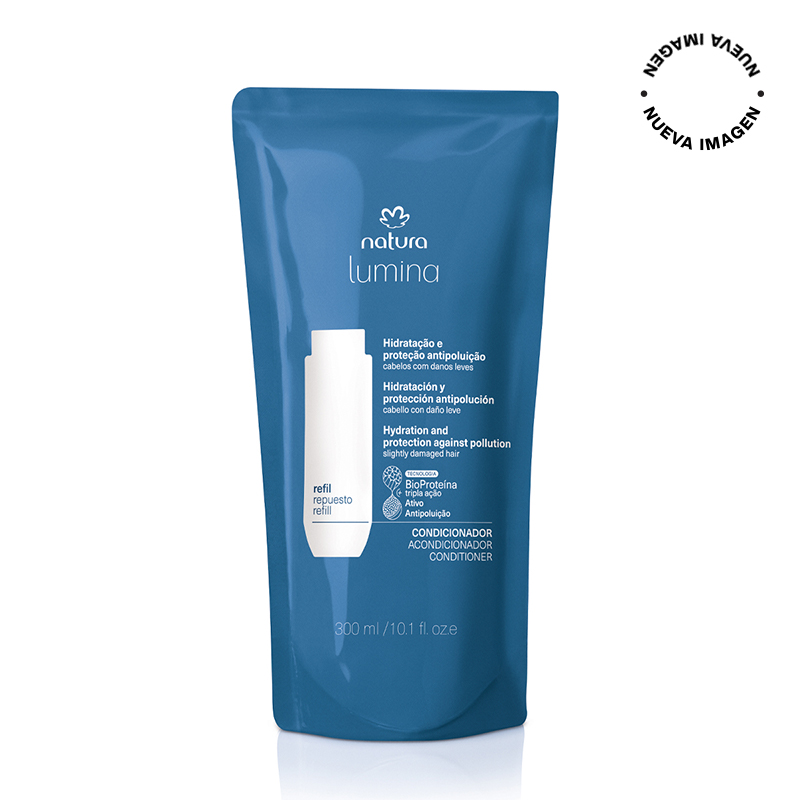 NUEVA IMAGEN
NUEVA IMAGEN
natura
lumina
Hidratação e
proteção antipoluição
cabelos com danos leves
Hidratación y
protección antipolución
cabello con daño leve
Hydration and
protection against pollution
slightly damaged hair
TECNOLOGIA
BioProteína
tripla ação
Ativo
Antipoluição
refil
repuesto
refill
CONDICIONADOR
ACONDICIONADOR
CONDITIONER
300 ml /10.1 fl. oz.e